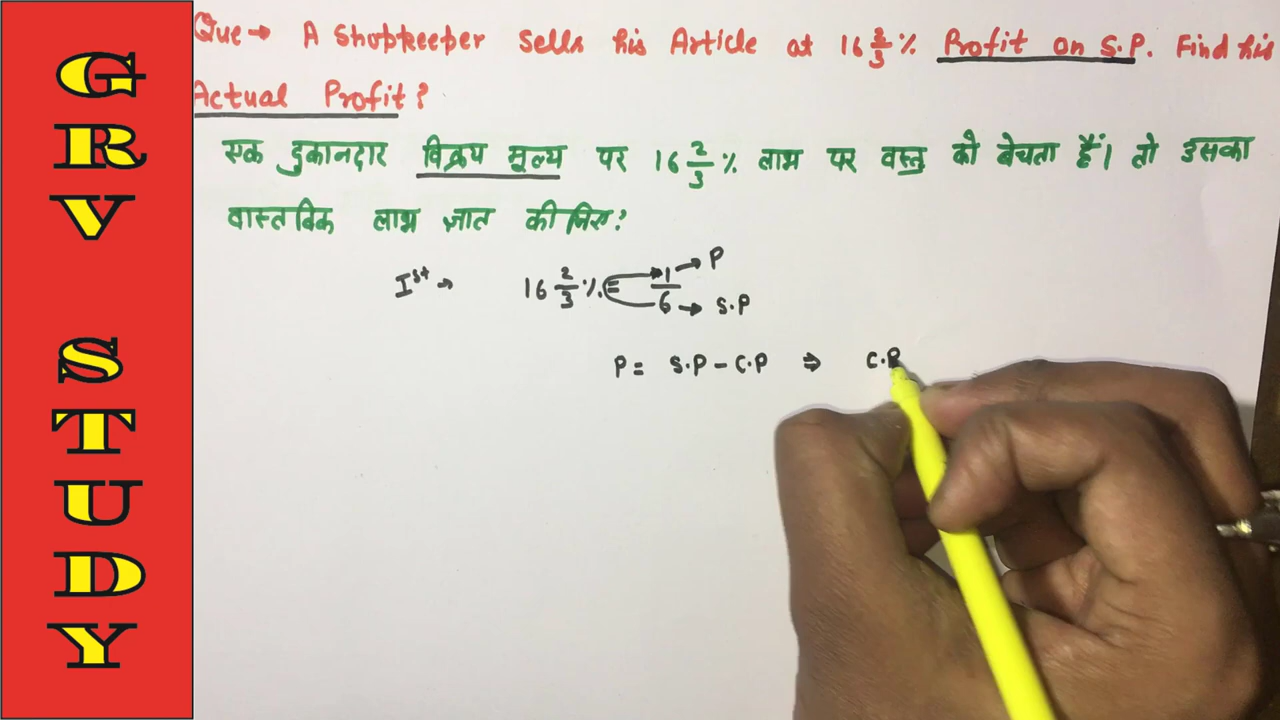 GRV STUDY
Que→ A Shopkeeper Sells his Article at 16 2/3 % Profit on S.P. Find his
Actual Profit?
एक दुकानदार विक्रय मूल्य पर 16 2/3 % लाभ पर वस्तु को बेचता हैं। तो उसका
वास्तविक लाभ ज्ञात कीजिए?
Ist → 16 2/3 % = 1/6 → P → S.P
P = S.P - C.P ⇒ C.P